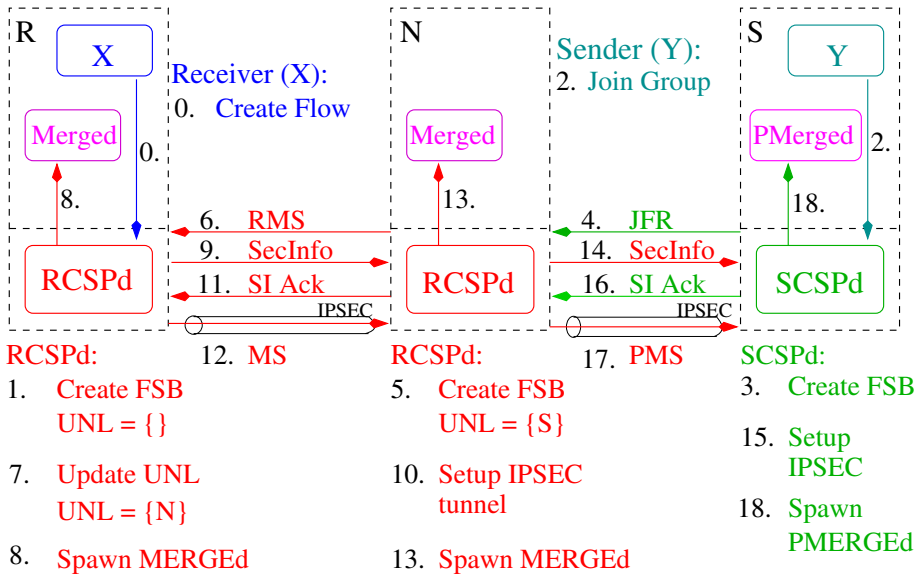 R
X
Receiver (X):
0. Create Flow
Merged
0.
8.
RCSPd
N
Merged
13.
RCSPd
Sender (Y):
2. Join Group
S
Y
PMerged
2.
18.
SCSPd
6. RMS
9. SecInfo
11. SI Ack
IPSEC
12. MS
4. JFR
14. SecInfo
16. SI Ack
IPSEC
17. PMS
RCSPd:
1. Create FSB
UNL = {}
7. Update UNL
UNL = {N}
8. Spawn MERGEd
RCSPd:
5. Create FSB
UNL = {S}
10. Setup IPSEC
tunnel
13. Spawn MERGEd
SCSPd:
3. Create FSB
15. Setup
IPSEC
18. Spawn
PMERGEd